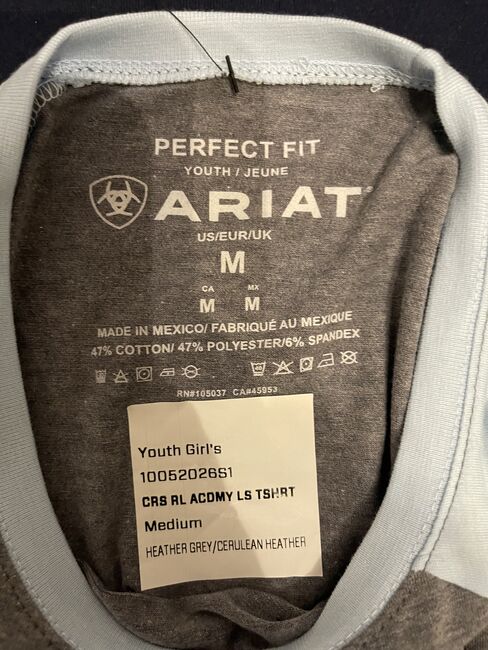 PERFECT FIT
YOUTH / JEUNE
ARIAT
US/EUR/UK
M
CA MX
M M
MADE IN MEXICO/ FABRIQUÉ AU MEXIQUE
47% COTTON/ 47% POLYESTER/6% SPANDEX
RN#105037 CA#45953
Youth Girl's
10052026S1
CRS RL ACDMY LS TSHRT
Medium
HEATHER GREY/CERULEAN HEATHER